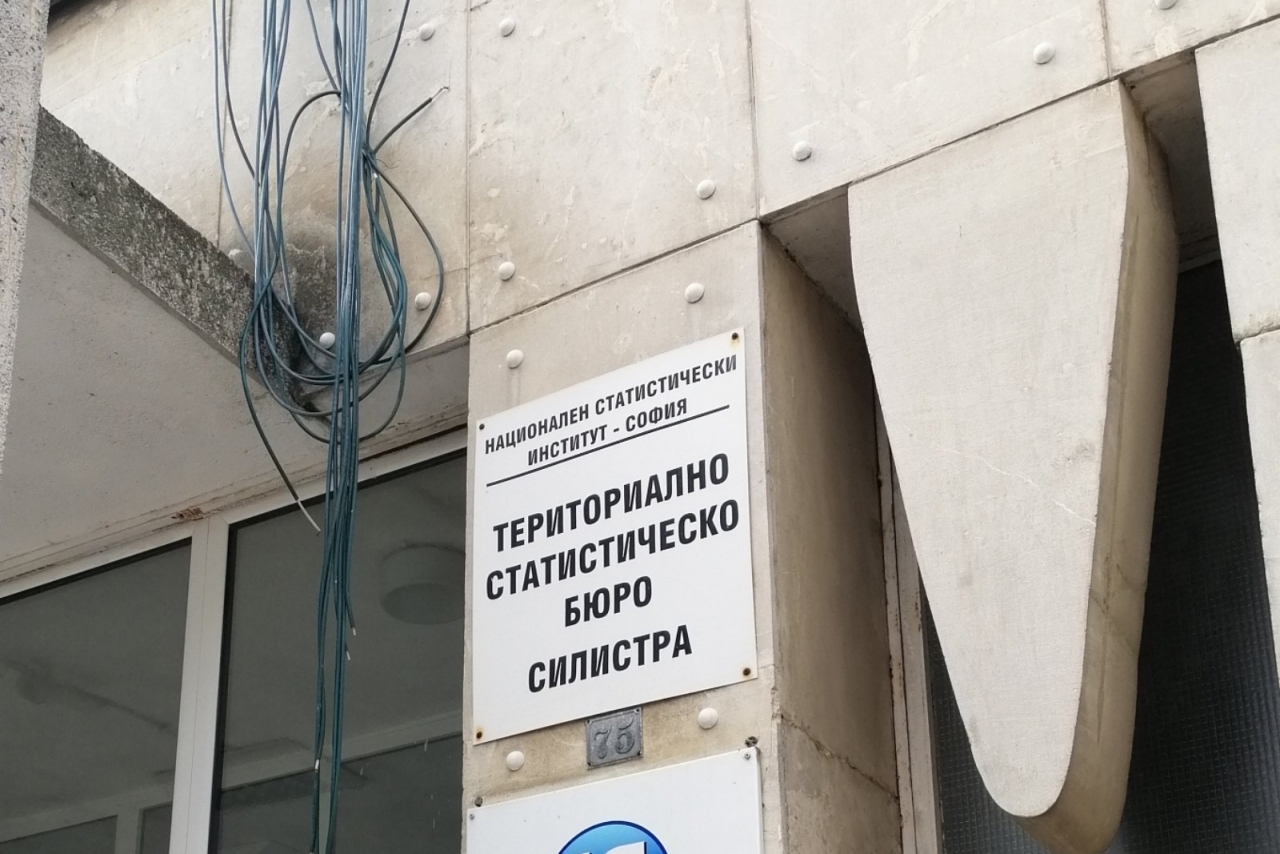 НАЦИОНАЛЕН СТАТИСТИЧЕСКИ
ИНСТИТУТ - СОФИЯ
ТЕРИТОРИАЛНО
СТАТИСТИЧЕСКО
БЮРО
СИЛИСТРА
75